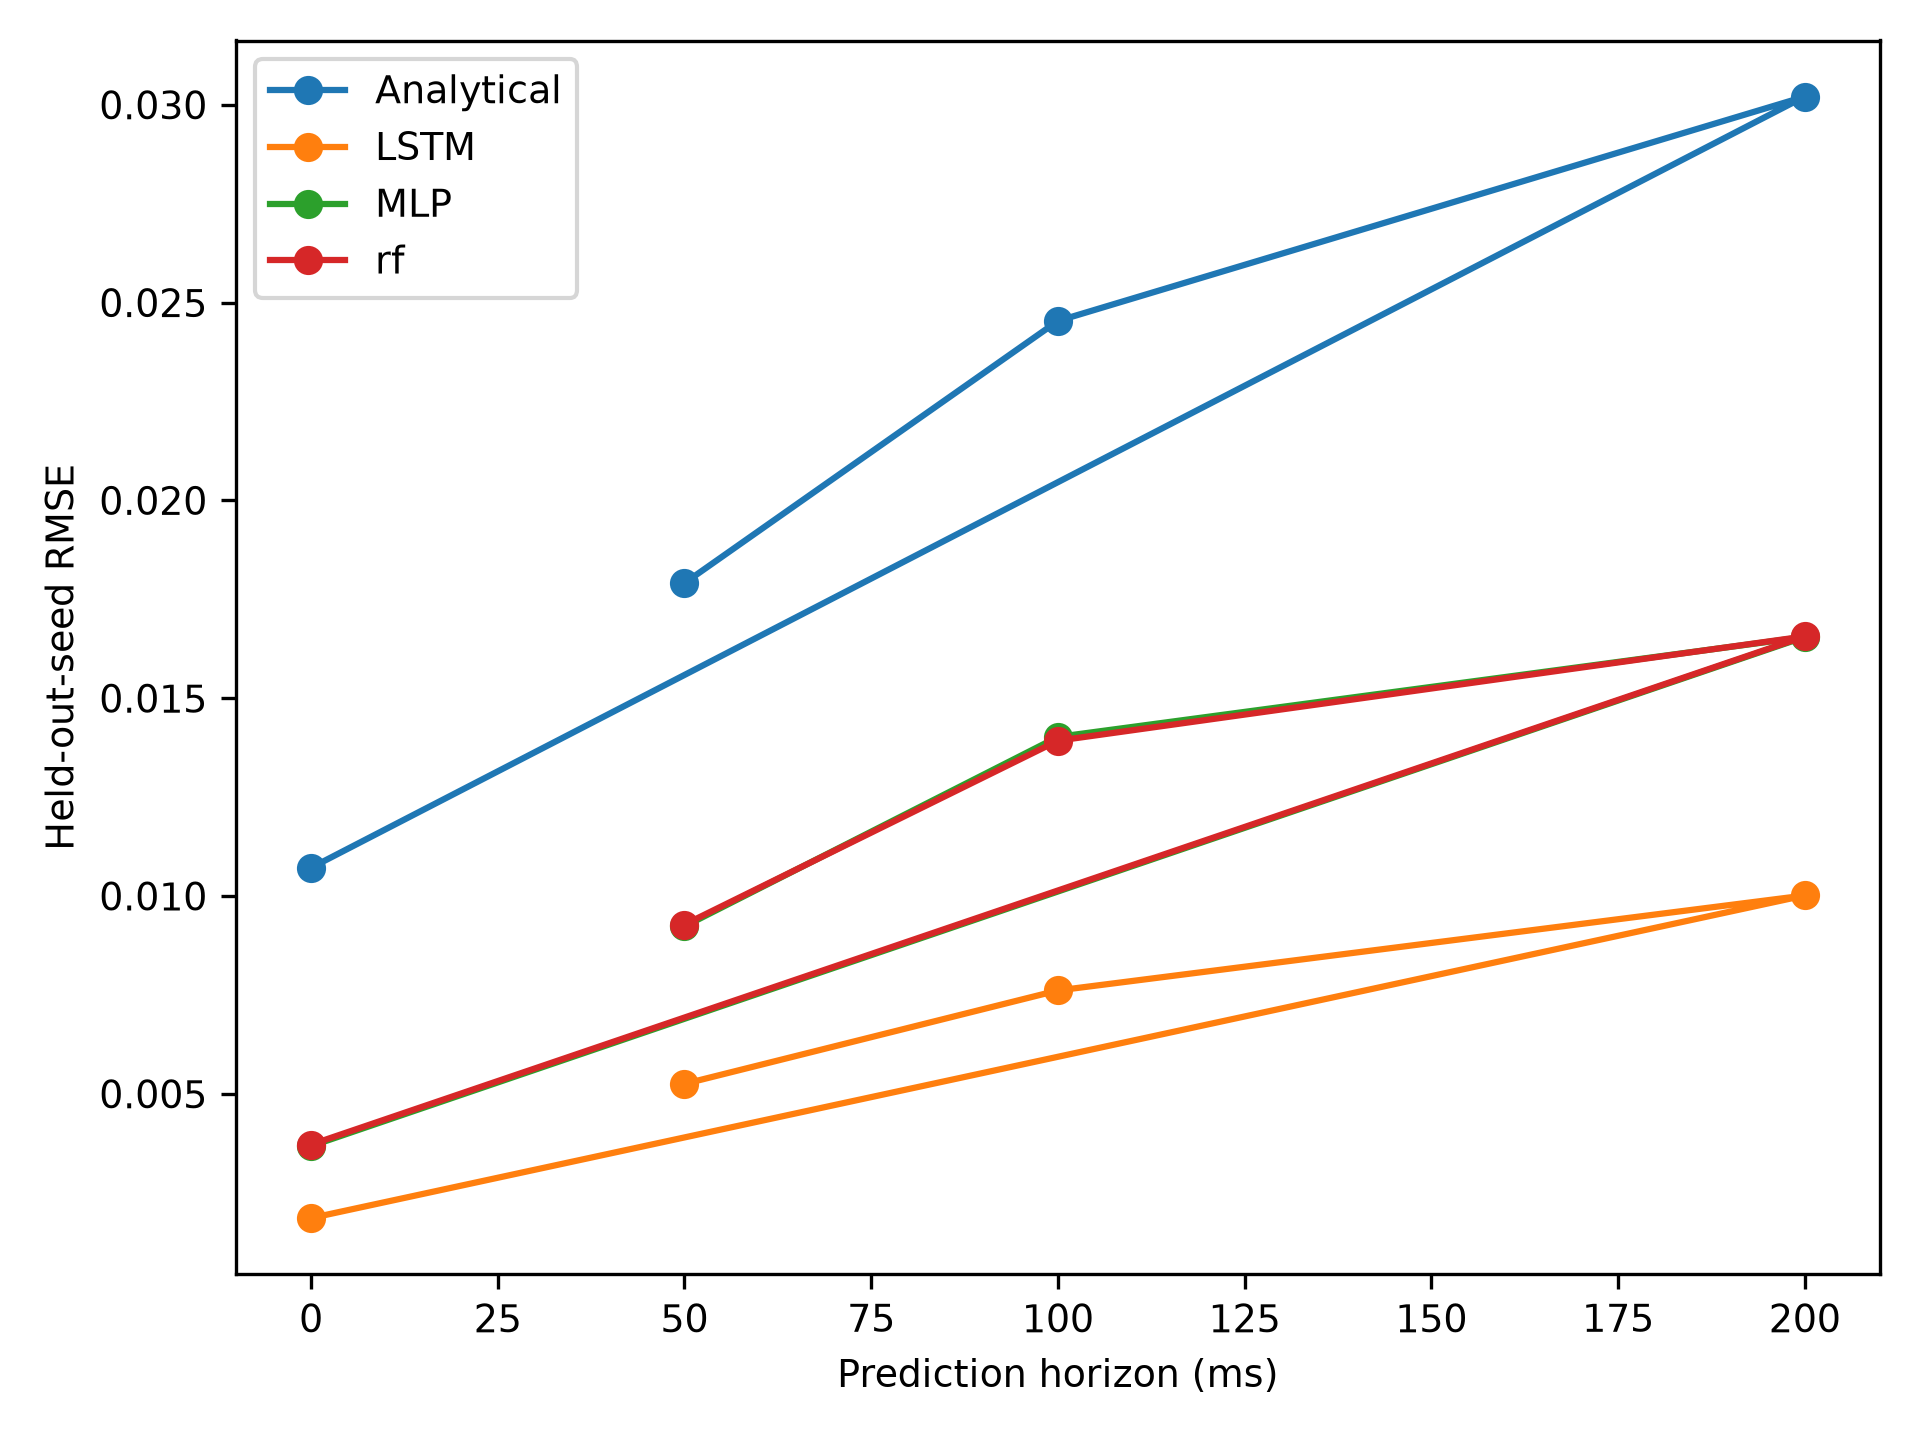 Analytical
LSTM
MLP
rf
0.030
0.025
0.020
0.015
0.010
0.005
Held-out-seed RMSE
0 25 50 75 100 125 150 175 200
Prediction horizon (ms)